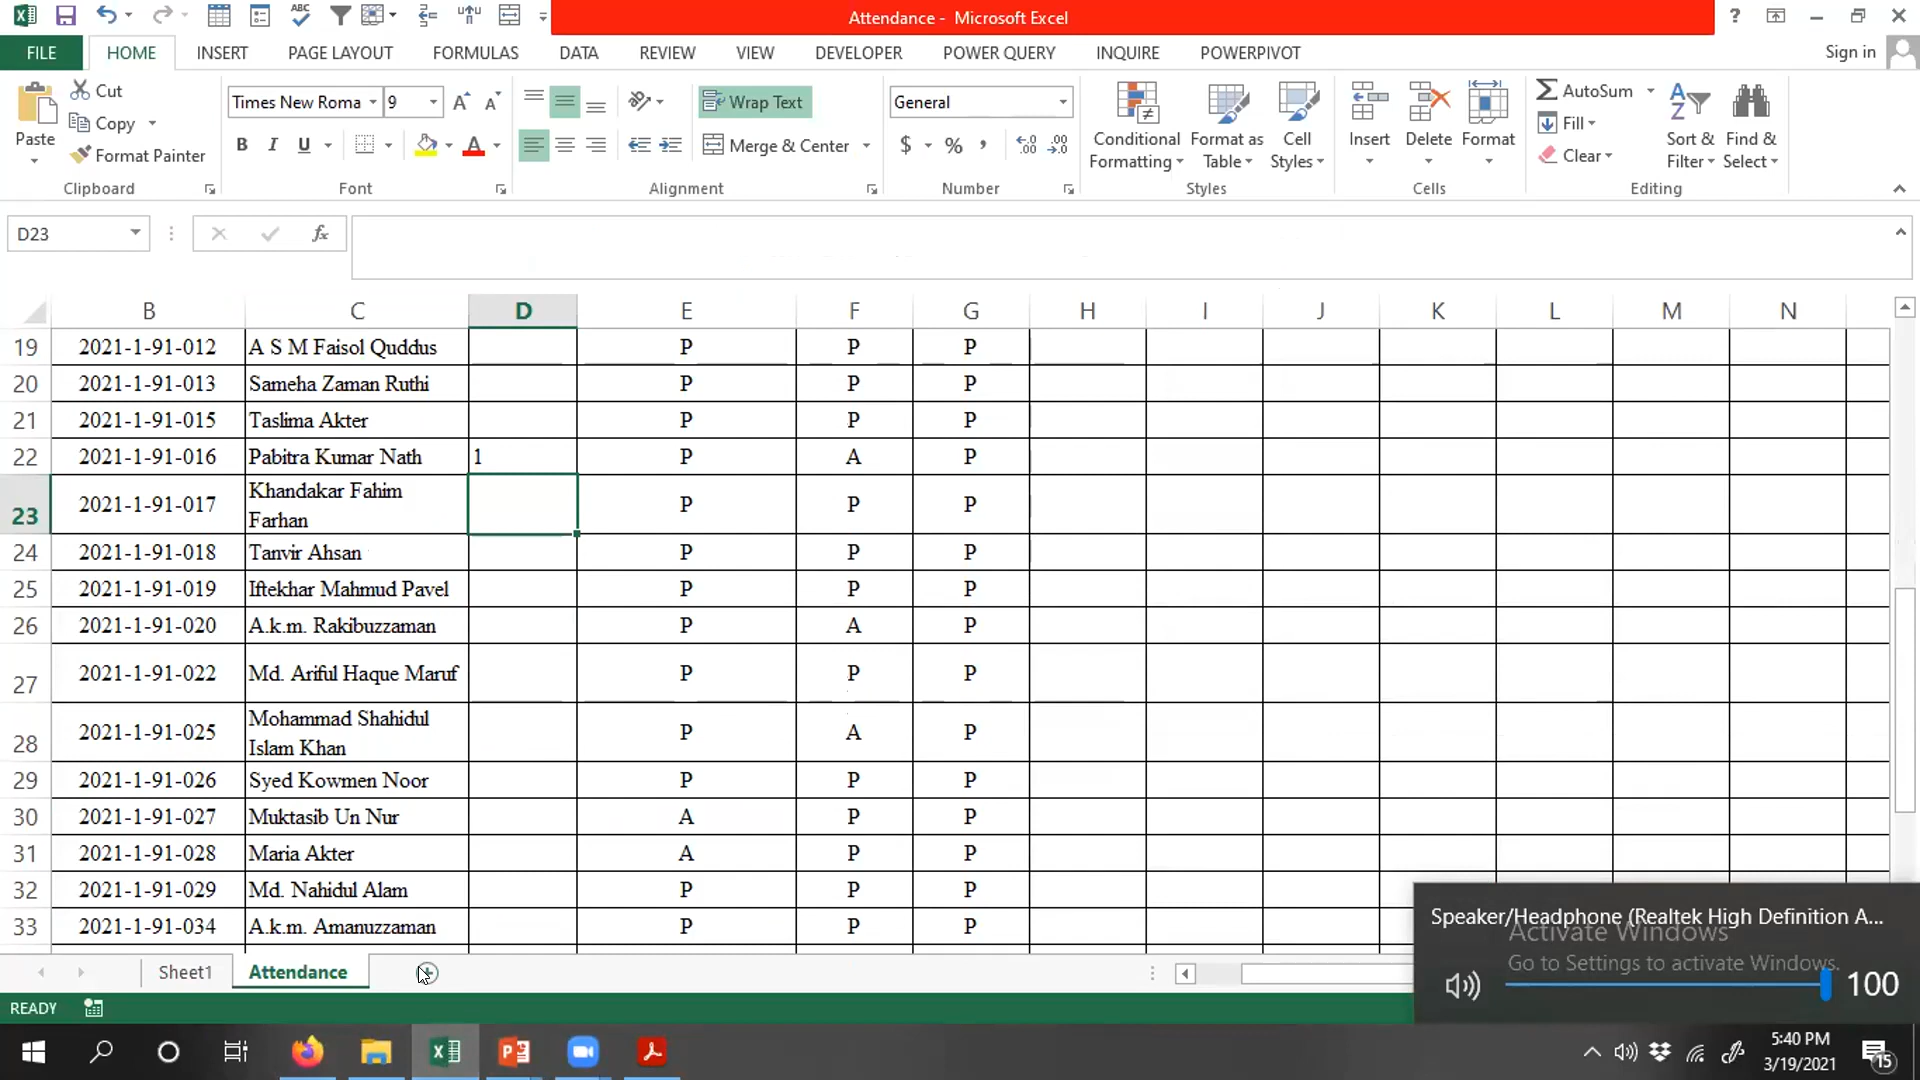 Attendance - Microsoft Excel
?
FILE HOME INSERT PAGE LAYOUT FORMULAS DATA REVIEW VIEW DEVELOPER POWER QUERY INQUIRE POWERPIVOT Sign in
Paste
Cut
Copy
Format Painter
Clipboard
Times New Roma 9
B I U
Font
Wrap Text
Merge & Center
Alignment
General
$ % ,
Number
Conditional Formatting
Format as Table
Cell Styles
Styles
Insert Delete Format
Cells
AutoSum
Fill
Clear
Sort & Filter
Find & Select
Editing
D23 fx
B C D E F G H I J K L M N
19 2021-1-91-012 A S M Faisol Quddus P P P
20 2021-1-91-013 Sameha Zaman Ruthi P P P
21 2021-1-91-015 Taslima Akter P P P
22 2021-1-91-016 Pabitra Kumar Nath 1 P A P
23 2021-1-91-017 Khandakar Fahim Farhan P P P
24 2021-1-91-018 Tanvir Ahsan P P P
25 2021-1-91-019 Iftekhar Mahmud Pavel P P P
26 2021-1-91-020 A.k.m. Rakibuzzaman P A P
27 2021-1-91-022 Md. Ariful Haque Maruf P P P
28 2021-1-91-025 Mohammad Shahidul Islam Khan P A P
29 2021-1-91-026 Syed Kowmen Noor P P P
30 2021-1-91-027 Muktasib Un Nur A P P
31 2021-1-91-028 Maria Akter A P P
32 2021-1-91-029 Md. Nahidul Alam P P P
33 2021-1-91-034 A.k.m. Amanuzzaman P P P
Sheet1 Attendance
Speaker/Headphone (Realtek High Definition A...
Activate Windows
Go to Settings to activate Windows.
100
READY
5:40 PM
3/19/2021
15